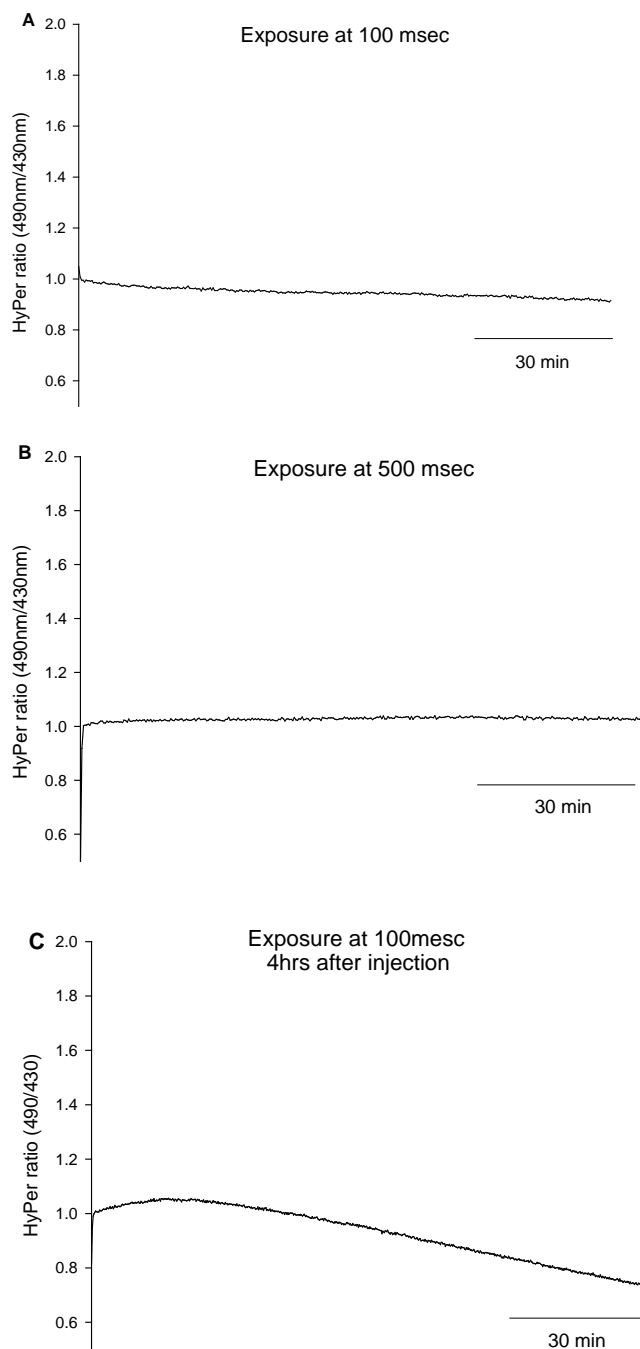 A
Exposure at 100 msec
HyPer ratio (490nm/430nm)
2.0
1.8
1.6
1.4
1.2
1.0
0.8
0.6
30 min
B
Exposure at 500 msec
HyPer ratio (490nm/430nm)
2.0
1.8
1.6
1.4
1.2
1.0
0.8
0.6
30 min
C
Exposure at 100mesc
4hrs after injection
HyPer ratio (490/430)
2.0
1.8
1.6
1.4
1.2
1.0
0.8
0.6
30 min